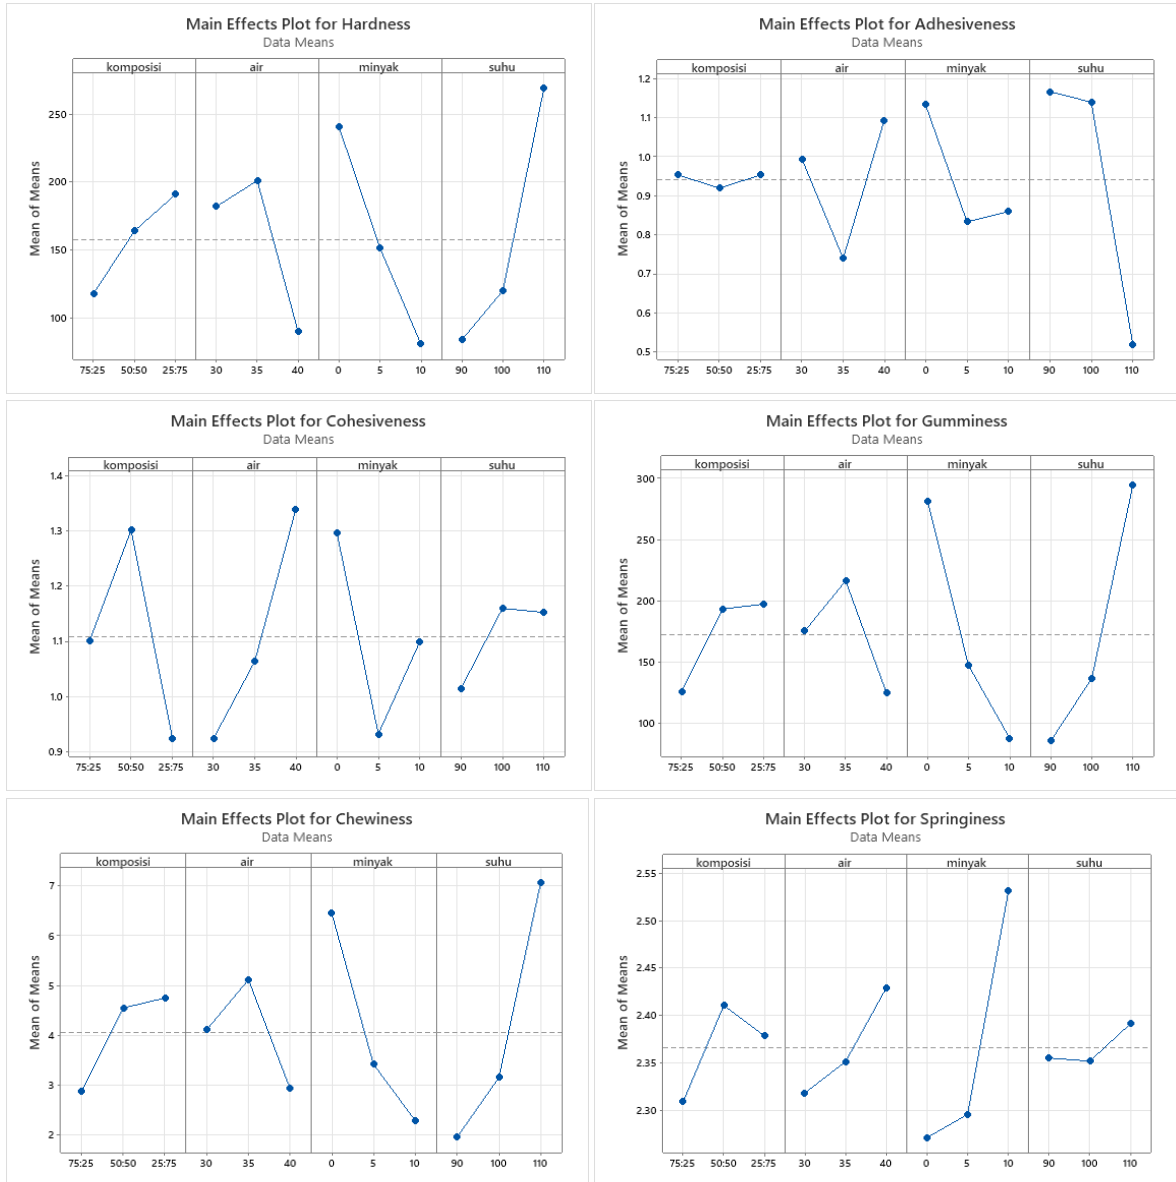 Main Effects Plot for Hardness
Data Means
komposisi air minyak suhu
Mean of Means
250
200
150
100
75:25 50:50 25:75 30 35 40 0 5 10 90 100 110
Main Effects Plot for Adhesiveness
Data Means
komposisi air minyak suhu
Mean of Means
1.2
1.1
1.0
0.9
0.8
0.7
0.6
0.5
75:25 50:50 25:75 30 35 40 0 5 10 90 100 110
Main Effects Plot for Cohesiveness
Data Means
komposisi air minyak suhu
Mean of Means
1.4
1.3
1.2
1.1
1.0
0.9
75:25 50:50 25:75 30 35 40 0 5 10 90 100 110
Main Effects Plot for Gumminess
Data Means
komposisi air minyak suhu
Mean of Means
300
250
200
150
100
75:25 50:50 25:75 30 35 40 0 5 10 90 100 110
Main Effects Plot for Chewiness
Data Means
komposisi air minyak suhu
Mean of Means
7
6
5
4
3
2
75:25 50:50 25:75 30 35 40 0 5 10 90 100 110
Main Effects Plot for Springiness
Data Means
komposisi air minyak suhu
Mean of Means
2.55
2.50
2.45
2.40
2.35
2.30
75:25 50:50 25:75 30 35 40 0 5 10 90 100 110